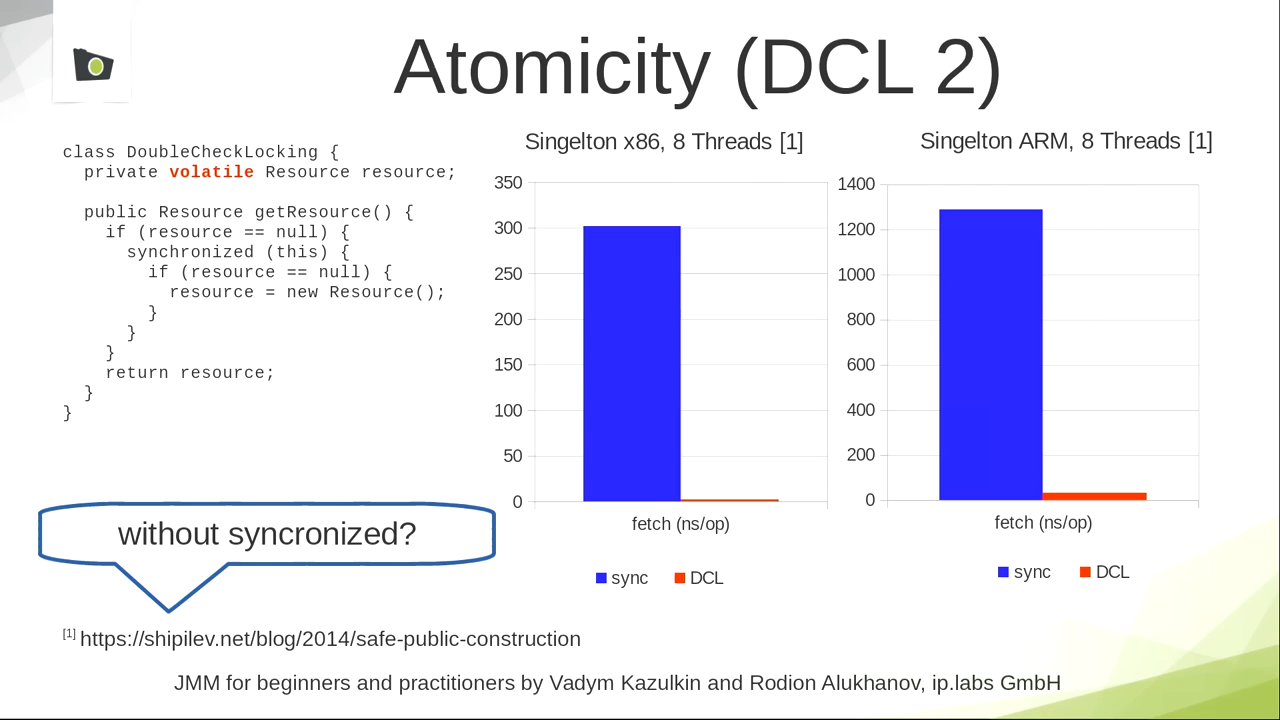 Atomicity (DCL 2)
class DoubleCheckLocking {
  private volatile Resource resource;
  public Resource getResource() {
    if (resource == null) {
      synchronized (this) {
        if (resource == null) {
          resource = new Resource();
        }
      }
    }
    return resource;
  }
}
Singelton x86, 8 Threads [1]
350
300
250
200
150
100
50
0
fetch (ns/op)
sync DCL
Singelton ARM, 8 Threads [1]
1400
1200
1000
800
600
400
200
0
fetch (ns/op)
sync DCL
without syncronized?
[1] https://shipilev.net/blog/2014/safe-public-construction
JMM for beginners and practitioners by Vadym Kazulkin and Rodion Alukhanov, ip.labs GmbH